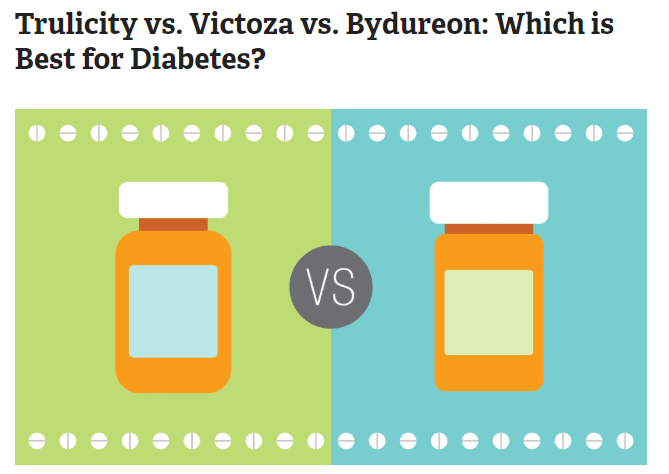 Trulicity vs. Victoza vs. Bydureon: Which is
Best for Diabetes?
VS